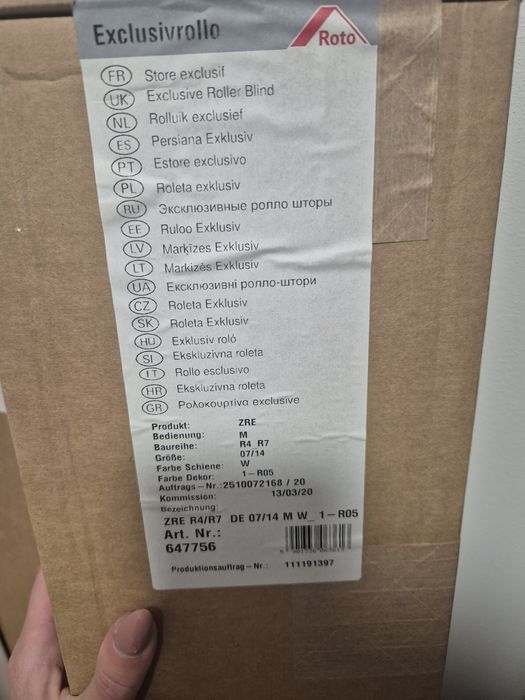 Exclusivrollo
Roto
FR Store exclusif
UK Exclusive Roller Blind
NL Rolluik exclusief
ES Persiana Exklusiv
PT Estore exclusivo
PL Roleta exklusiv
RU Эксклюзивные ролло шторы
EE Ruloo Exklusiv
LV Marķīzes Exklusiv
LT Markizės Exklusiv
UA Ексклюзивні ролло-штори
CZ Roleta Exklusiv
SK Roleta Exklusiv
HU Exklusiv roló
SI Ekskluzivna roleta
IT Rollo esclusivo
HR Ekskluzivna roleta
GR Ρολοκουρτίνα exclusive
Produkt: ZRE
Bedienung: M
Baureihe: R4_R7
Größe: 07/14
Farbe Schiene: W
Farbe Dekor: 1-R05
Auftrags-Nr.: 2510072168 / 20
Kommission: 13/03/20
Bezeichnung:
ZRE R4/R7 DE 07/14 M W_ 1-R05
Art. Nr.:
647756
Produktionsauftrag-Nr.: 111191397